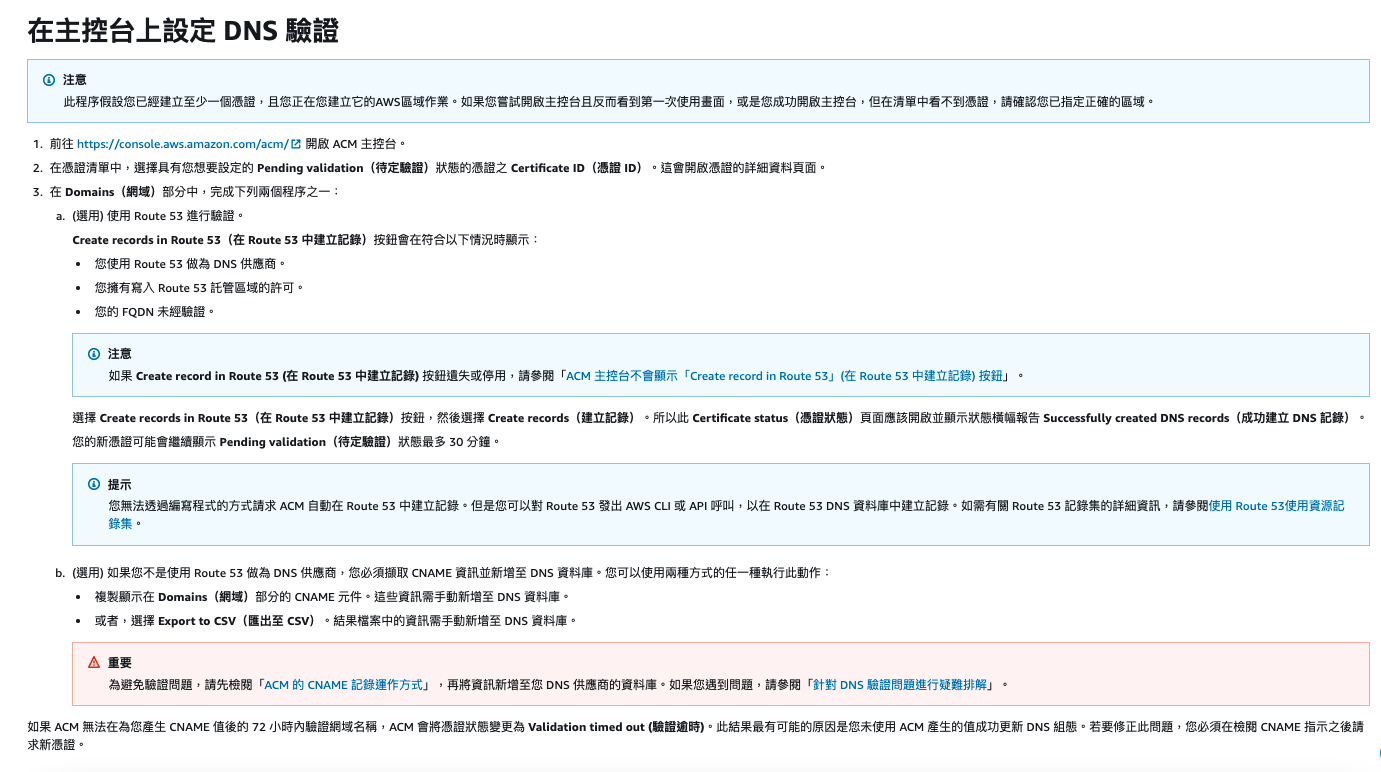 在主控台上設定 DNS 驗證
注意
此程序假設您已經建立至少一個憑證，且您正在您建立它的AWS區域作業。如果您嘗試開啟主控台且反而看到第一次使用畫面，或是您成功開啟主控台，但在清單中看不到憑證，請確認您已指定正確的區域。
1. 前往 https://console.aws.amazon.com/acm/ 開啟 ACM 主控台。
2. 在憑證清單中，選擇具有您想要設定的 Pending validation（待定驗證）狀態的憑證之 Certificate ID（憑證 ID）。這會開啟憑證的詳細資料頁面。
3. 在 Domains（網域）部分中，完成下列兩個程序之一：
a. (選用) 使用 Route 53 進行驗證。
Create records in Route 53（在 Route 53 中建立記錄）按鈕會在符合以下情況時顯示：
• 您使用 Route 53 做為 DNS 供應商。
• 您擁有寫入 Route 53 託管區域的許可。
• 您的 FQDN 未經驗證。
注意
如果 Create record in Route 53 (在 Route 53 中建立記錄) 按鈕遺失或停用，請參閱「ACM 主控台不會顯示「Create record in Route 53」(在 Route 53 中建立記錄) 按鈕」。
選擇 Create records in Route 53（在 Route 53 中建立記錄）按鈕，然後選擇 Create records（建立記錄）。所以此 Certificate status（憑證狀態）頁面應該開啟並顯示狀態橫幅報告 Successfully created DNS records（成功建立 DNS 記錄）。
您的新憑證可能會繼續顯示 Pending validation（待定驗證）狀態最多 30 分鐘。
提示
您無法透過編寫程式的方式請求 ACM 自動在 Route 53 中建立記錄。但是您可以對 Route 53 發出 AWS CLI 或 API 呼叫，以在 Route 53 DNS 資料庫中建立記錄。如需有關 Route 53 記錄集的詳細資訊，請參閱使用 Route 53使用資源記
錄集。
b. (選用) 如果您不是使用 Route 53 做為 DNS 供應商，您必須擷取 CNAME 資訊並新增至 DNS 資料庫。您可以使用兩種方式的任一種執行此動作：
• 複製顯示在 Domains（網域）部分的 CNAME 元件。這些資訊需手動新增至 DNS 資料庫。
• 或者，選擇 Export to CSV（匯出至 CSV）。結果檔案中的資訊需手動新增至 DNS 資料庫。
重要
為避免驗證問題，請先檢閱「ACM 的 CNAME 記錄運作方式」，再將資訊新增至您 DNS 供應商的資料庫。如果您遇到問題，請參閱「針對 DNS 驗證問題進行疑難排解」。
如果 ACM 無法在為您產生 CNAME 值後的 72 小時內驗證網域名稱，ACM 會將憑證狀態變更為 Validation timed out (驗證逾時)。此結果最有可能的原因是您未使用 ACM 產生的值成功更新 DNS 組態。若要修正此問題，您必須在檢閱 CNAME 指示之後請
求新憑證。